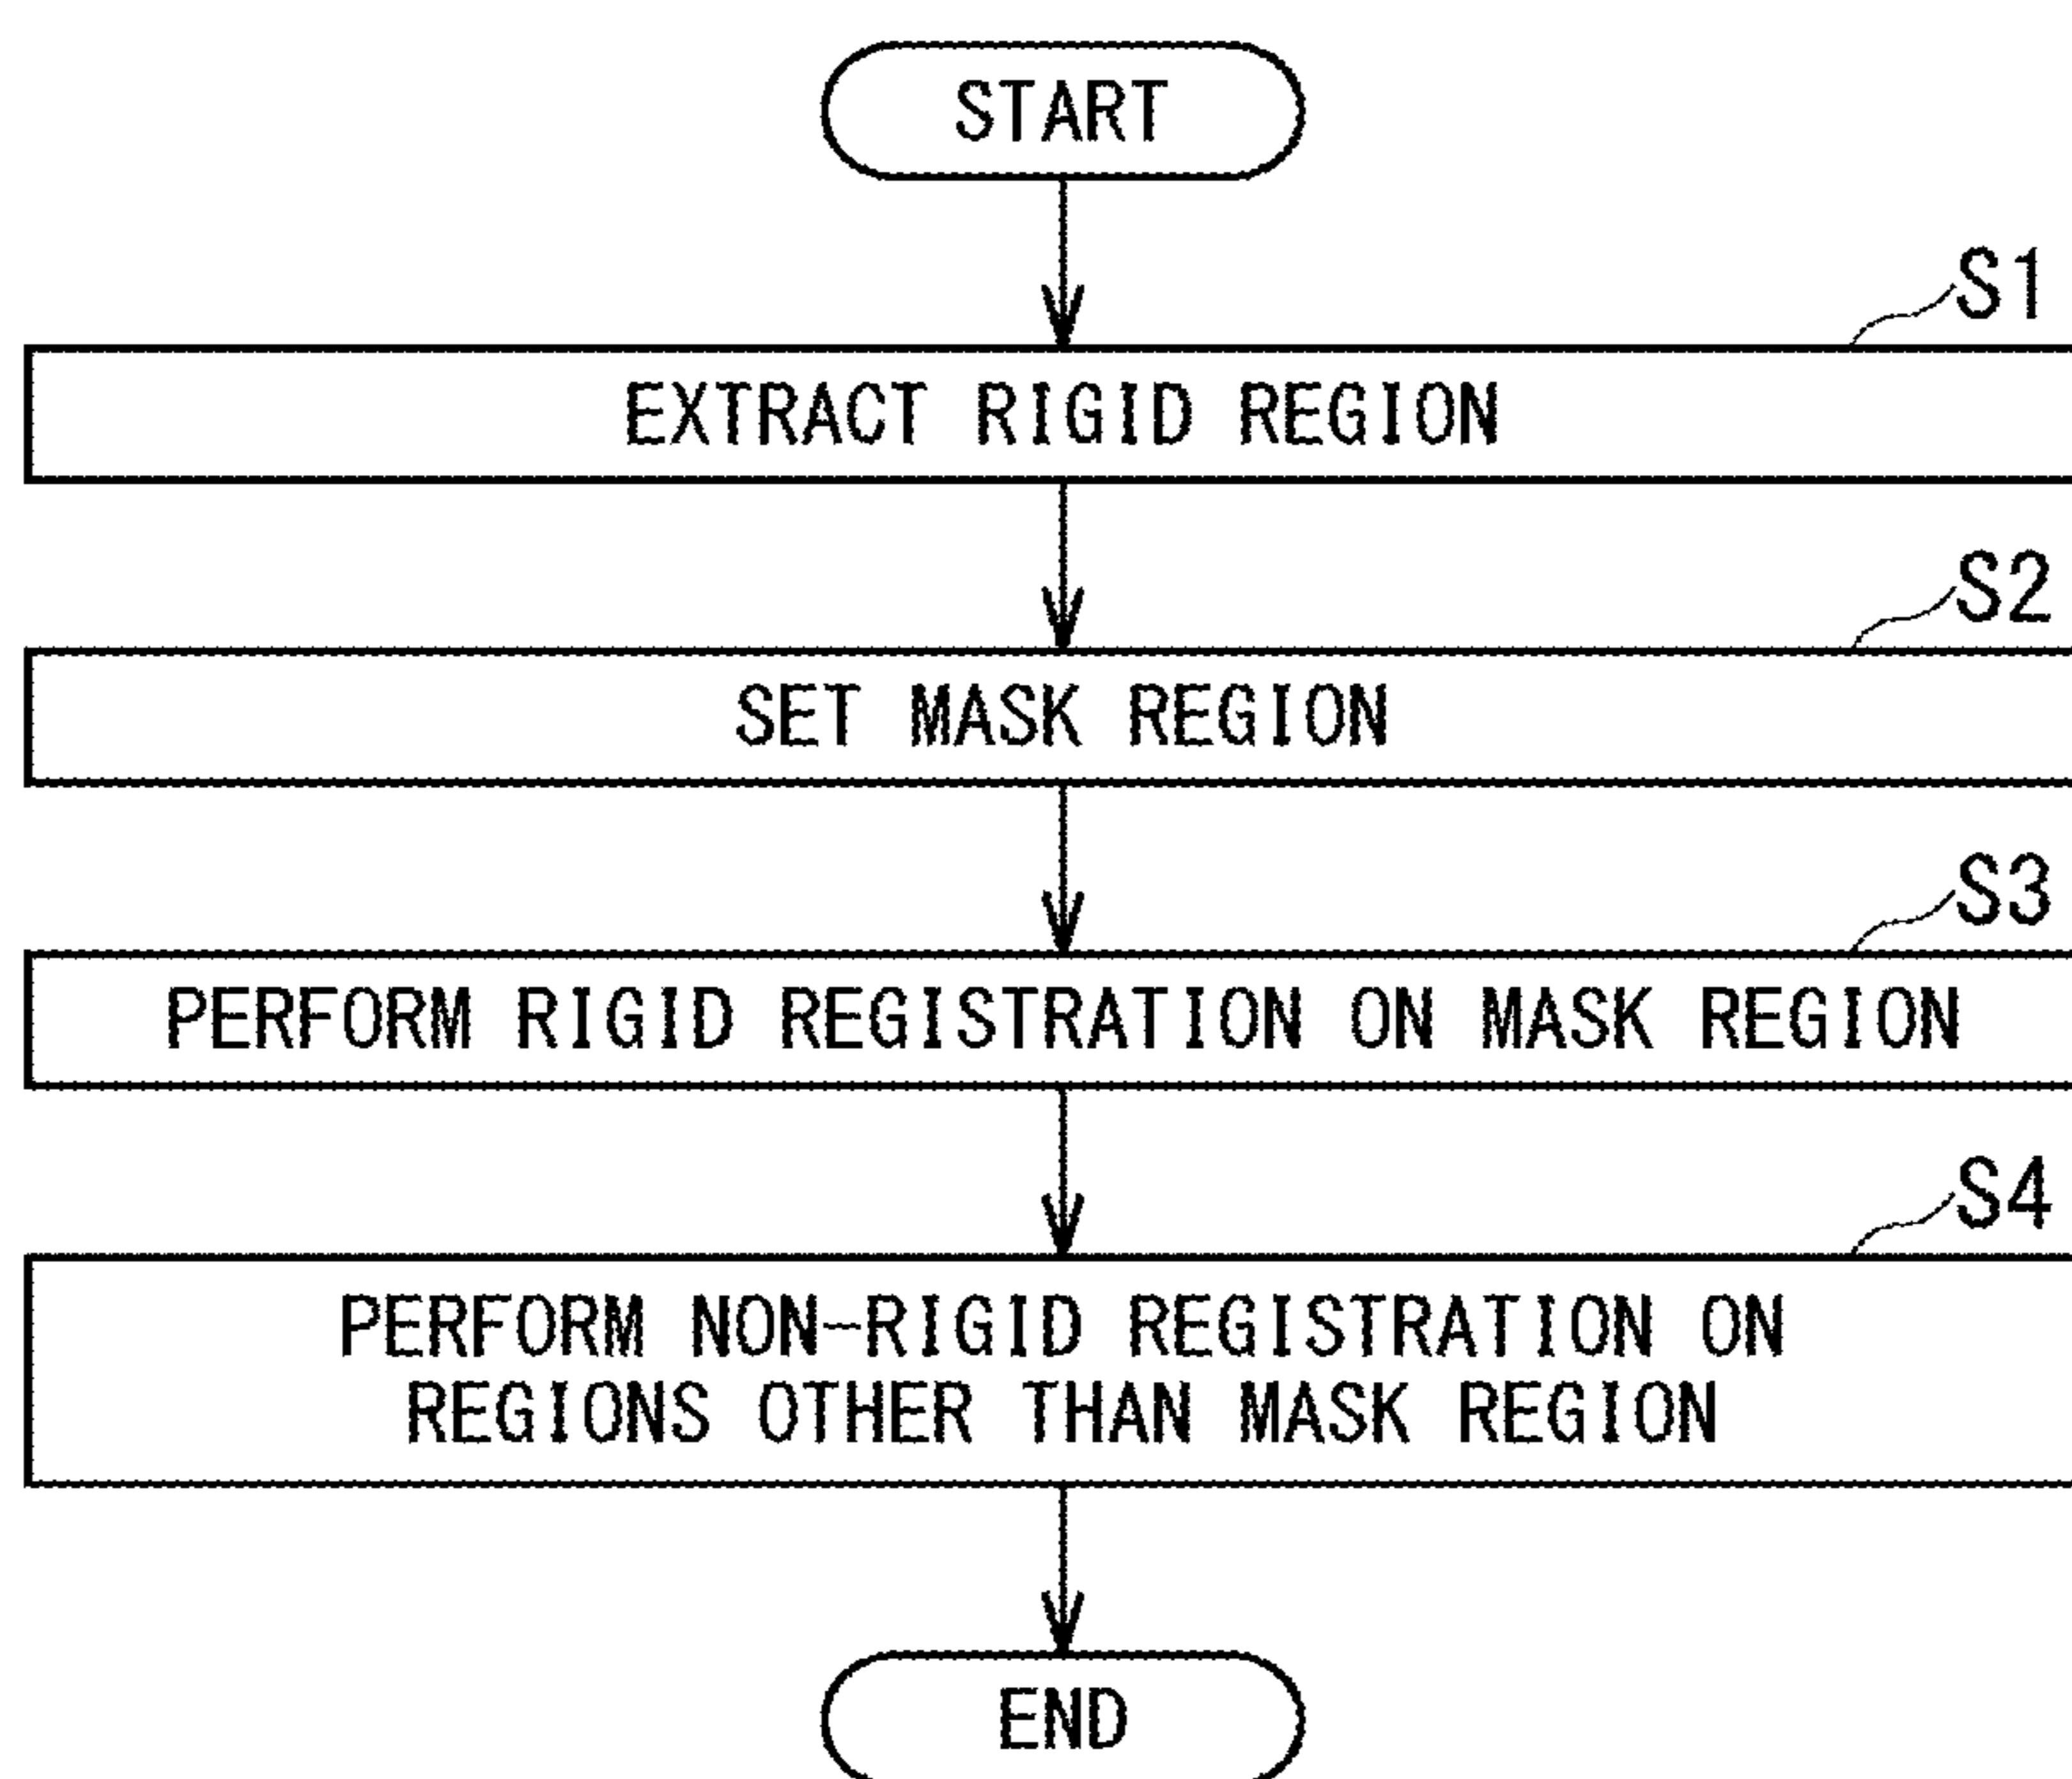 START
S1
EXTRACT RIGID REGION
S2
SET MASK REGION
S3
PERFORM RIGID REGISTRATION ON MASK REGION
S4
PERFORM NON-RIGID REGISTRATION ON
REGIONS OTHER THAN MASK REGION
END